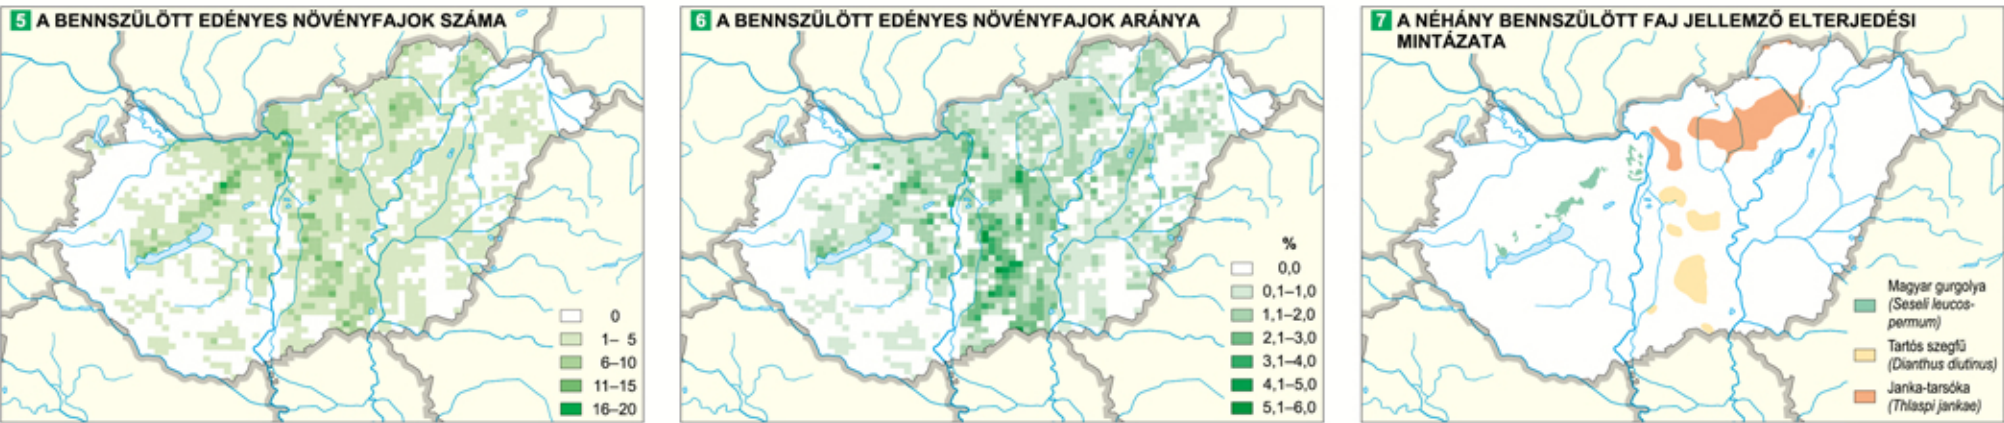 5 A BENNSZÜLÖTT EDÉNYES NÖVÉNYFAJOK SZÁMA
0
1– 5
6–10
11–15
16–20
6 A BENNSZÜLÖTT EDÉNYES NÖVÉNYFAJOK ARÁNYA
%
0,0
0,1–1,0
1,1–2,0
2,1–3,0
3,1–4,0
4,1–5,0
5,1–6,0
7 A NÉHÁNY BENNSZÜLÖTT FAJ JELLEMZŐ ELTERJEDÉSI
MINTÁZATA
Magyar gurgolya
(Seseli leucos-
permum)
Tartós szegfű
(Dianthus diutinus)
Janka-tarsóka
(Thlaspi jankae)